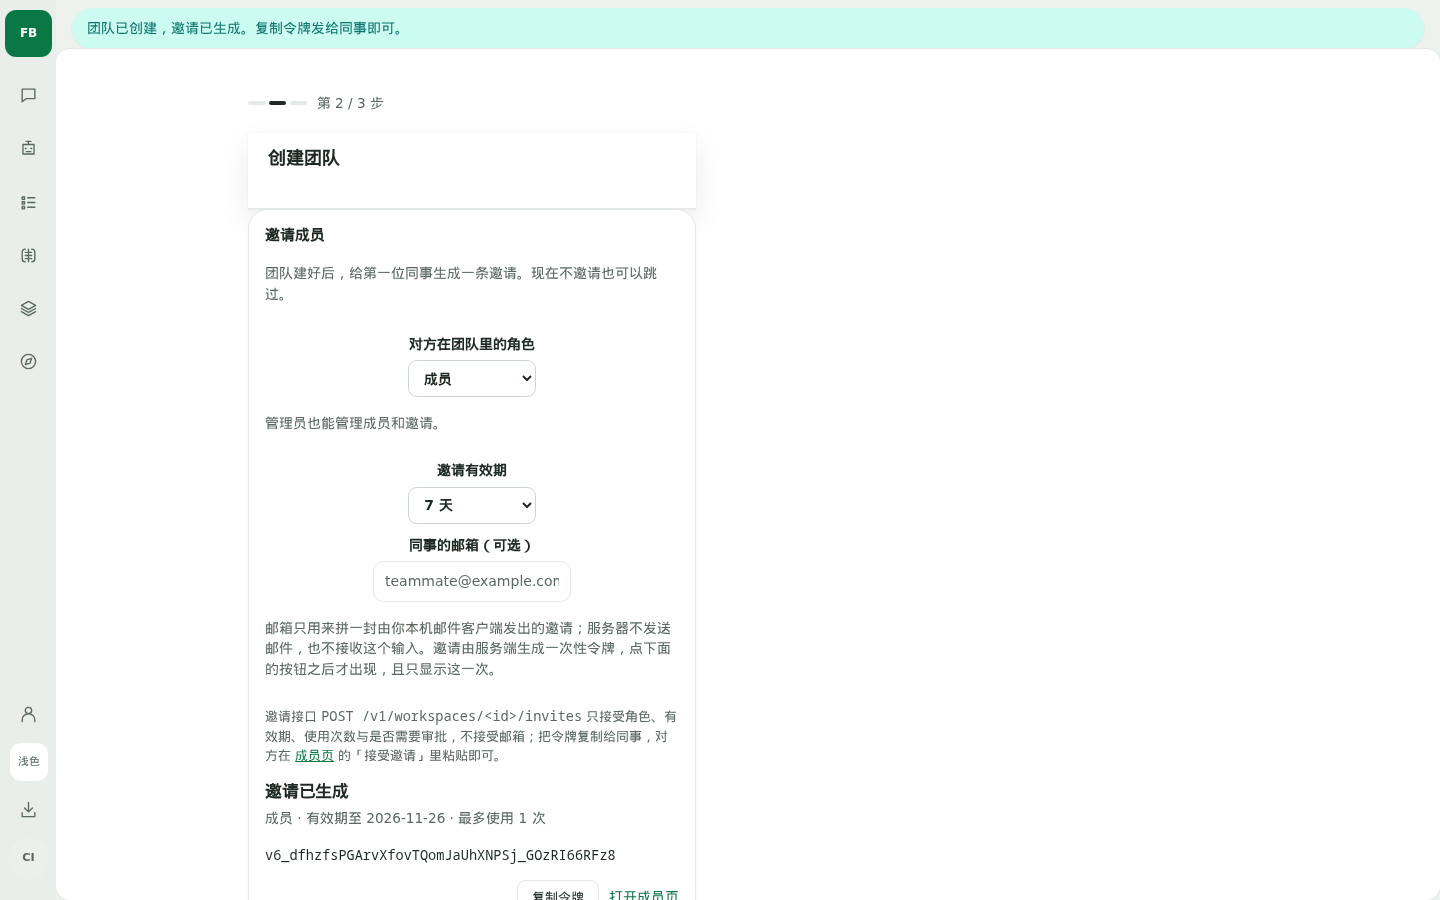 FB
团队已创建，邀请已生成。复制令牌发给同事即可。
第 2 / 3 步
创建团队
邀请成员
团队建好后，给第一位同事生成一条邀请。现在不邀请也可以跳
过。
对方在团队里的角色
成员
管理员也能管理成员和邀请。
邀请有效期
7 天
同事的邮箱（可选）
teammate@example.con
邮箱只用来拼一封由你本机邮件客户端发出的邀请；服务器不发送
邮件，也不接收这个输入。邀请由服务端生成一次性令牌，点下面
的按钮之后才出现，且只显示这一次。
邀请接口 POST /v1/workspaces/<id>/invites 只接受角色、有
效期、使用次数与是否需要审批，不接受邮箱；把令牌复制给同事，对
方在 成员页 的「接受邀请」里粘贴即可。
邀请已生成
成员 · 有效期至 2026-11-26 · 最多使用 1 次
v6_dfhzfsPGArvXfovTQomJaUhXNPSj_GOzRI66RFz8
复制令牌 打开成员页
浅色
CI